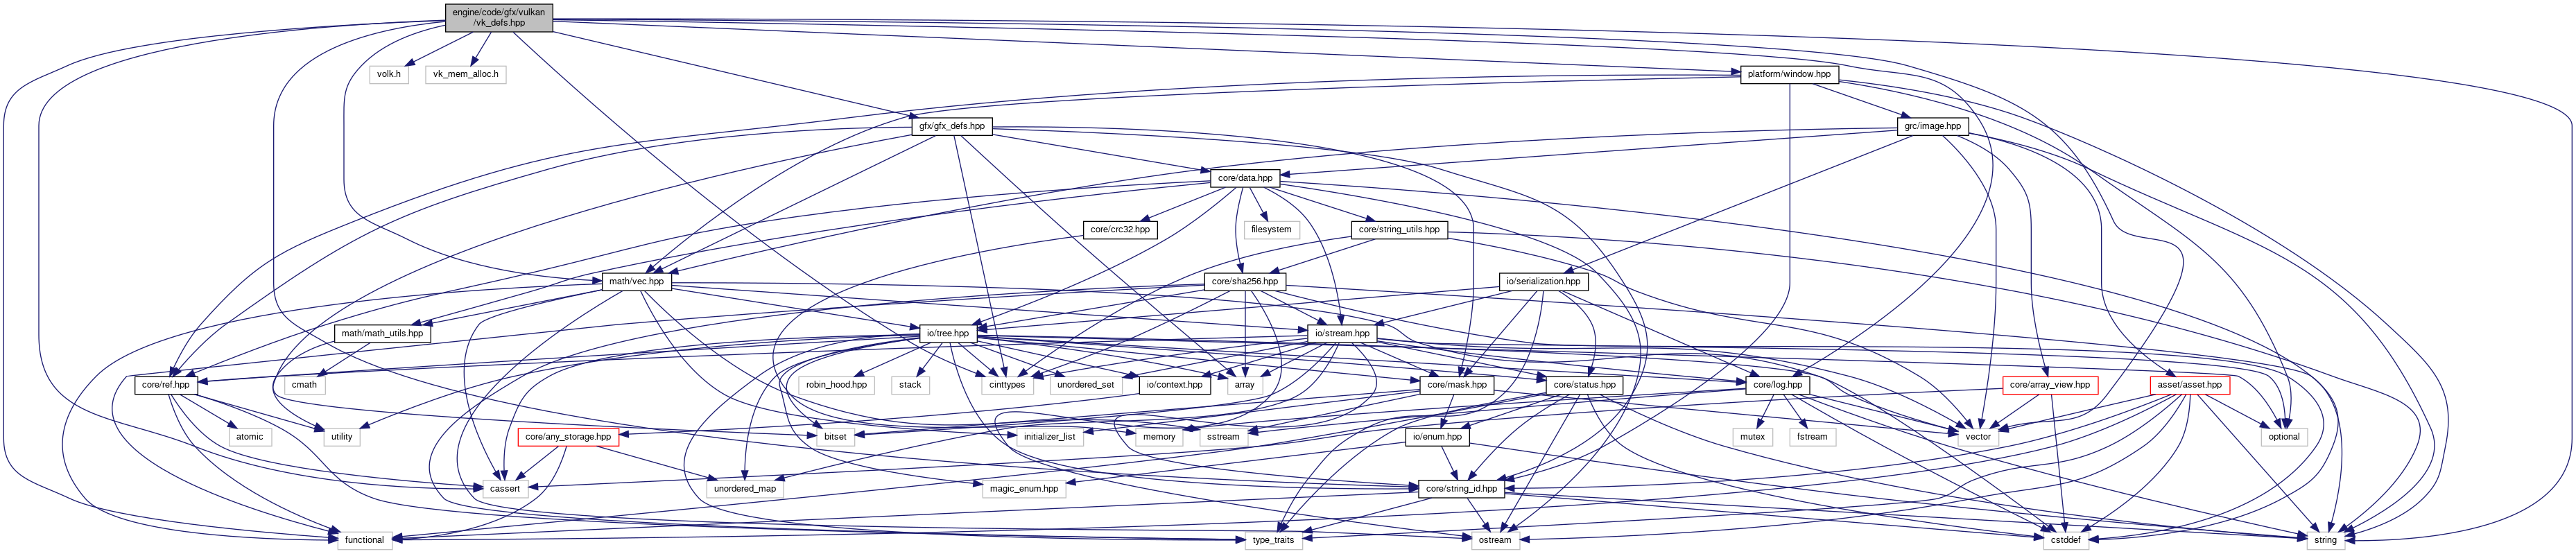 engine/code/gfx/vulkan
/vk_defs.hpp
volk.h
vk_mem_alloc.h
platform/window.hpp
gfx/gfx_defs.hpp
grc/image.hpp
core/data.hpp
core/crc32.hpp
filesystem
core/string_utils.hpp
math/vec.hpp
core/sha256.hpp
io/serialization.hpp
math/math_utils.hpp
io/tree.hpp
io/stream.hpp
core/ref.hpp
cmath
robin_hood.hpp
stack
cinttypes
unordered_set
io/context.hpp
array
core/mask.hpp
core/status.hpp
core/log.hpp
core/array_view.hpp
asset/asset.hpp
atomic
utility
core/any_storage.hpp
bitset
initializer_list
memory
sstream
io/enum.hpp
mutex
fstream
vector
optional
cassert
unordered_map
magic_enum.hpp
core/string_id.hpp
functional
type_traits
ostream
cstddef
string